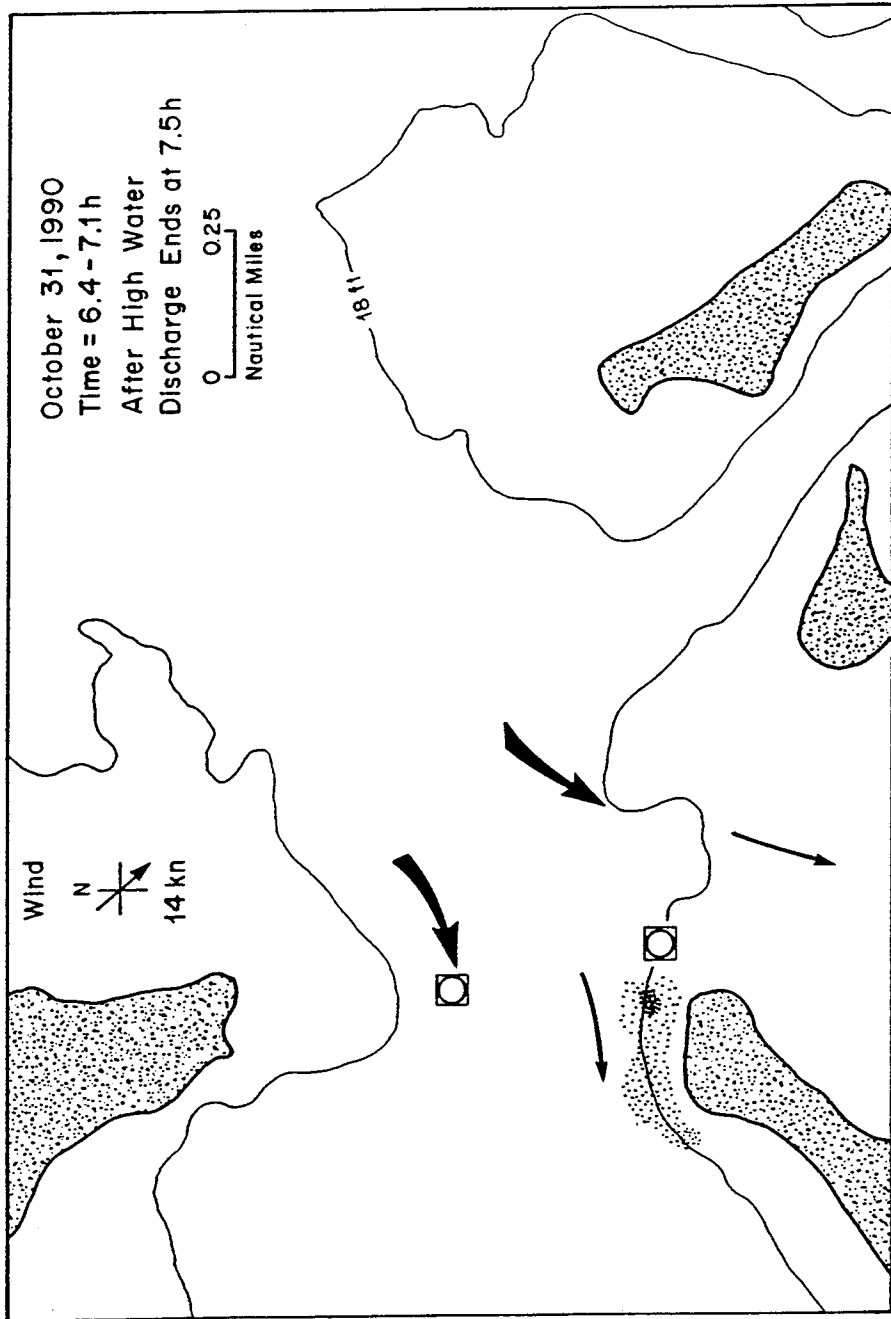 October 31, 1990
Time = 6.4 - 7.1h
After High Water
Discharge Ends at 7.5h
0 0.25
Nautical Miles
Wind
N
14 kn
18 ft